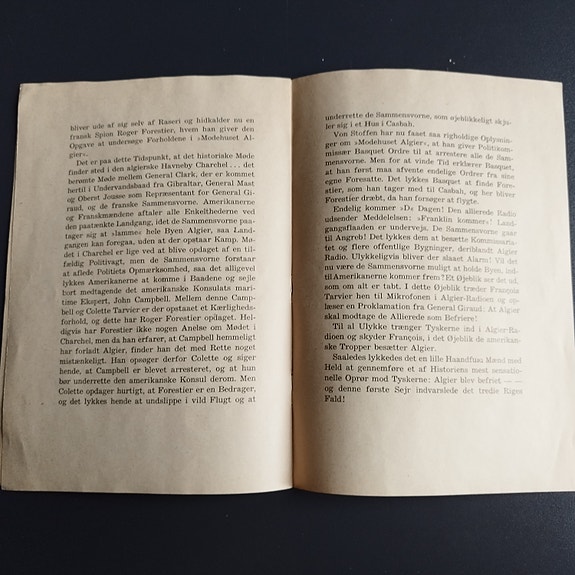 bliver ude af sig selv af Raseri og hidkalder nu en
fransk Spion Roger Forestier, hvem han giver den
Opgave at undersøge Forholdene i »Modehuset Al-
gier«.
Det er paa dette Tidspunkt, at det historiske Møde
finder sted i den algierske Havneby Charchel . . . det
berømte Møde mellem General Clark, der er kommet
hertil i Undervandsbaad fra Gibraltar, General Mast
og Oberst Jousse som Repræsentant for General Gi-
raud, og de franske Sammensvorne. Amerikanerne
og Franskmændene aftaler alle Enkelthederne ved
den paatænkte Landgang, idet de Sammensvorne paa-
tager sig at »lamme« hele Byen Algier, saa Land-
gangen kan foregaa, uden at der opstaar Kamp. Mø-
det i Charchel er lige ved at blive opdaget af en til-
fældig Politivagt, men de Sammensvorne forstaar
at aflede Politiets Opmærksomhed, saa det alligevel
lykkes Amerikanerne at komme i Baadene og sejle
bort medtagende det amerikanske Konsulats mari-
time Ekspert, John Campbell. Mellem denne Camp-
bell og Colette Tarvier er der opstaaet et Kærligheds-
forhold, og dette har Roger Forestier opdaget. Hel-
digvis har Forestier ikke nogen Anelse om Mødet i
Charchel, men da han erfarer, at Campbell hemmeligt
har forladt Algier, finder han det med Rette noget
mistænkeligt. Han opsøger derfor Colette og siger
hende, at Campbell er blevet arresteret, og at hun
bør underrette den amerikanske Konsul derom. Men
Colette opdager hurtigt, at Forestier er en Bedrager,
og det lykkes hende at undslippe i vild Flugt og at
underrette de Sammensvorne, som øjeblikkeligt skju-
ler sig i et Hus i Casbah.
Von Stoffen har nu faaet saa righoldige Oplysnin-
ger om »Modehuset Algier«, at han giver Politikom-
missær Basquet Ordre til at arrestere alle de Sam-
mensvorne. Men for at vinde Tid erklærer Basquet,
at han først maa afvente endelige Ordrer fra sine
egne Foresatte. Det lykkes Basquet at finde Fore-
stier, som han tager med til Casbah, og her bliver
Forestier dræbt, da han forsøger at flygte.
Endelig kommer »D« Dagen! Den allierede Radio
udsender Meddelelsen: »Franklin kommer«! Land-
gangsflaaden er undervejs. De Sammensvorne gaar
til Angreb! Det lykkes dem at besætte Kommissaria-
tet og flere offentlige Bygninger, deriblandt, Algier
Radio. Ulykkeligvis bliver der slaaet Alarm! Vil det
nu være de Sammensvorne muligt at holde Byen, ind-
til Amerikanerne kommer frem? Et Øjeblik ser det ud,
som om alt er tabt. I dette Øjeblik træder François
Tarvier hen til Mikrofonen i Algier-Radioen og op-
læser en Proklamation fra General Giraud: At Algier
skal modtage de Allierede som Befriere!
Til al Ulykke trænger Tyskerne ind i Algier-Ra-
dioen og skyder François, i det Øjeblik de amerikan-
ske Tropper besætter Algier.
Saaledes lykkedes det en lille Haandfuld Mænd med
Held at gennemføre et af Historiens mest sensatio-
nelle Oprør mod Tyskerne: Algier blev befriet — —
og denne første Sejr indvarslede det tredie Riges
Fald!